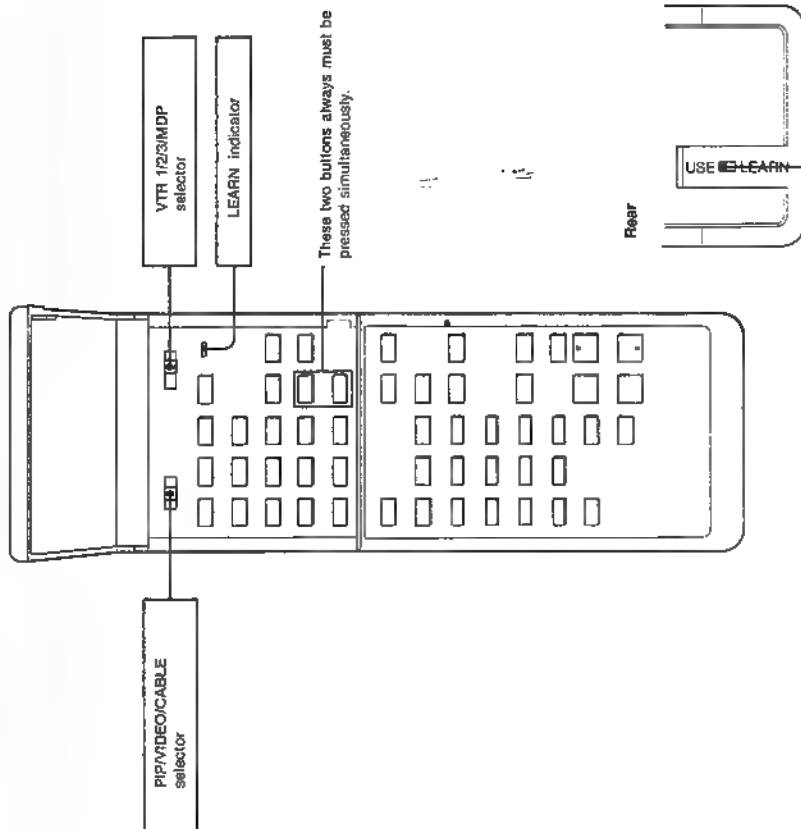 PIP/VIDEO/CABLE
selector
VTR 1/2/3/MDP
selector
LEARN indicator
These two buttons always must be
pressed simultaneously.
Rear
USE LEARN